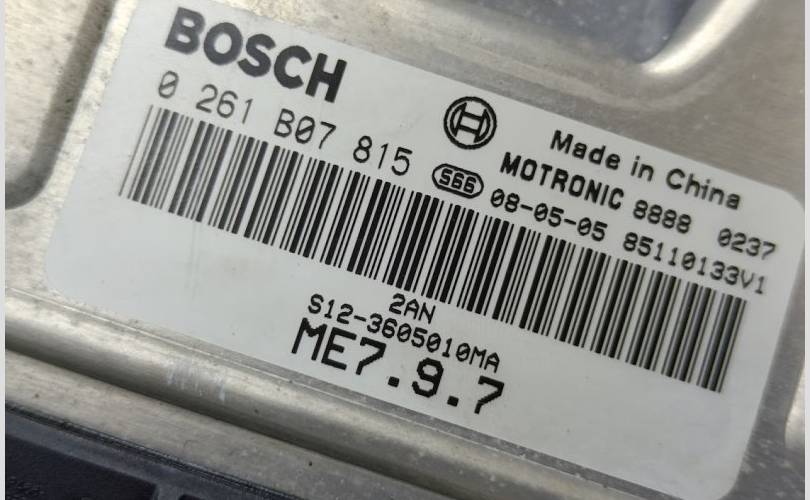 BOSCH
0 261 B07 815
Made in China
MOTRONIC 8888 0237
S66 08-05-05 85110133V1
2AN
S12-3605010MA
ME7.9.7